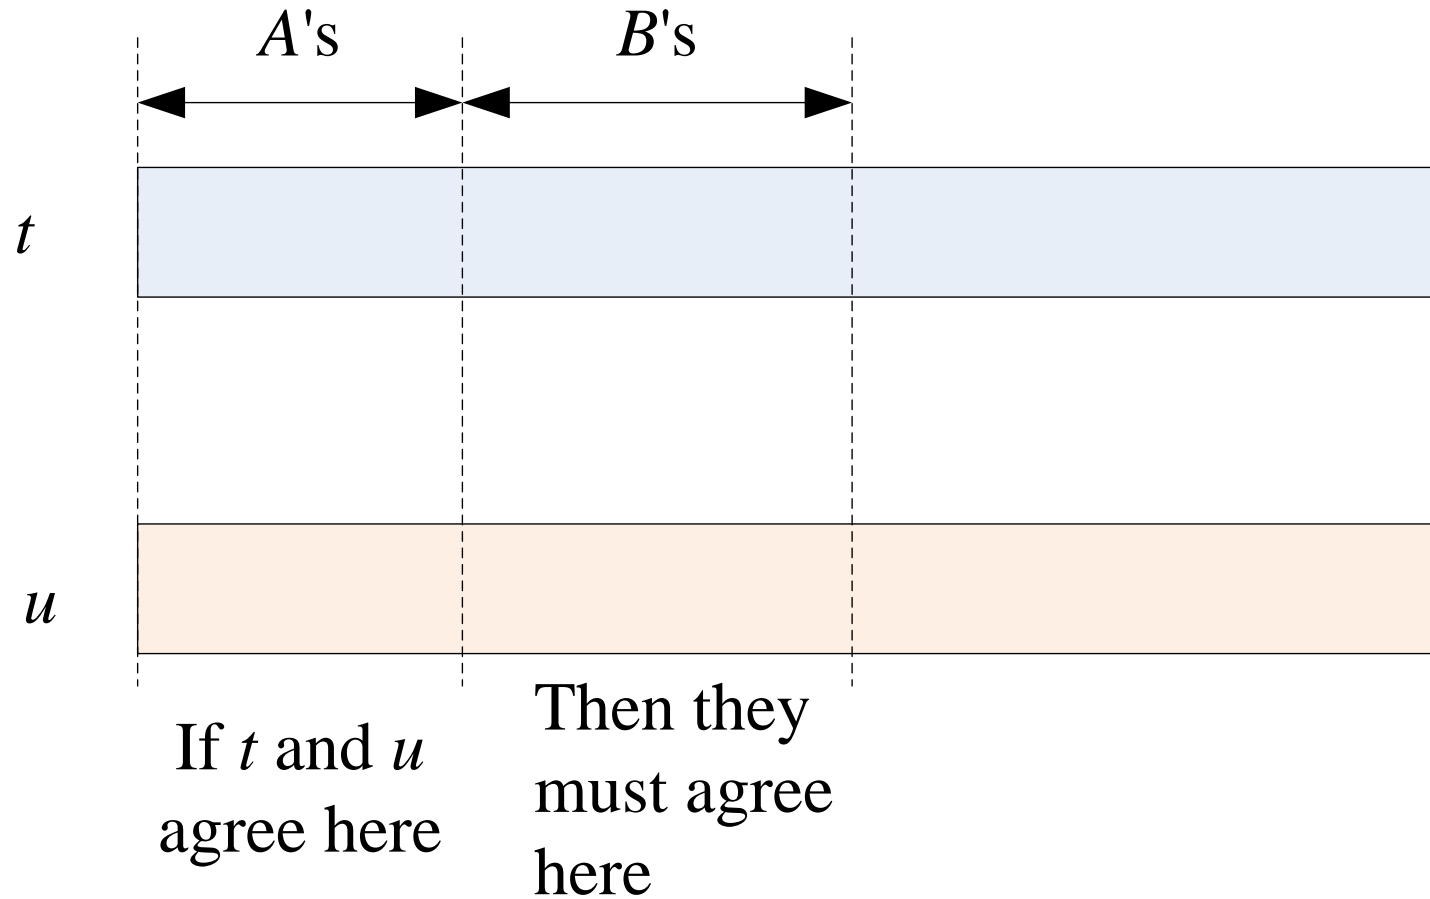 A's
B's
t
u
If t and u
agree here
Then they
must agree
here